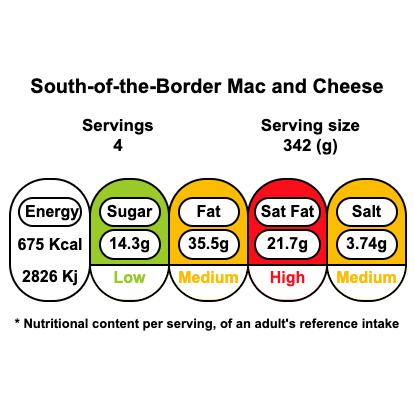 South-of-the-Border Mac and Cheese
Servings Serving size
4 342 (g)
Energy Sugar Fat Sat Fat Salt
675 Kcal 14.3g 35.5g 21.7g 3.74g
2826 Kj Low Medium High Medium
* Nutritional content per serving, of an adult's reference intake